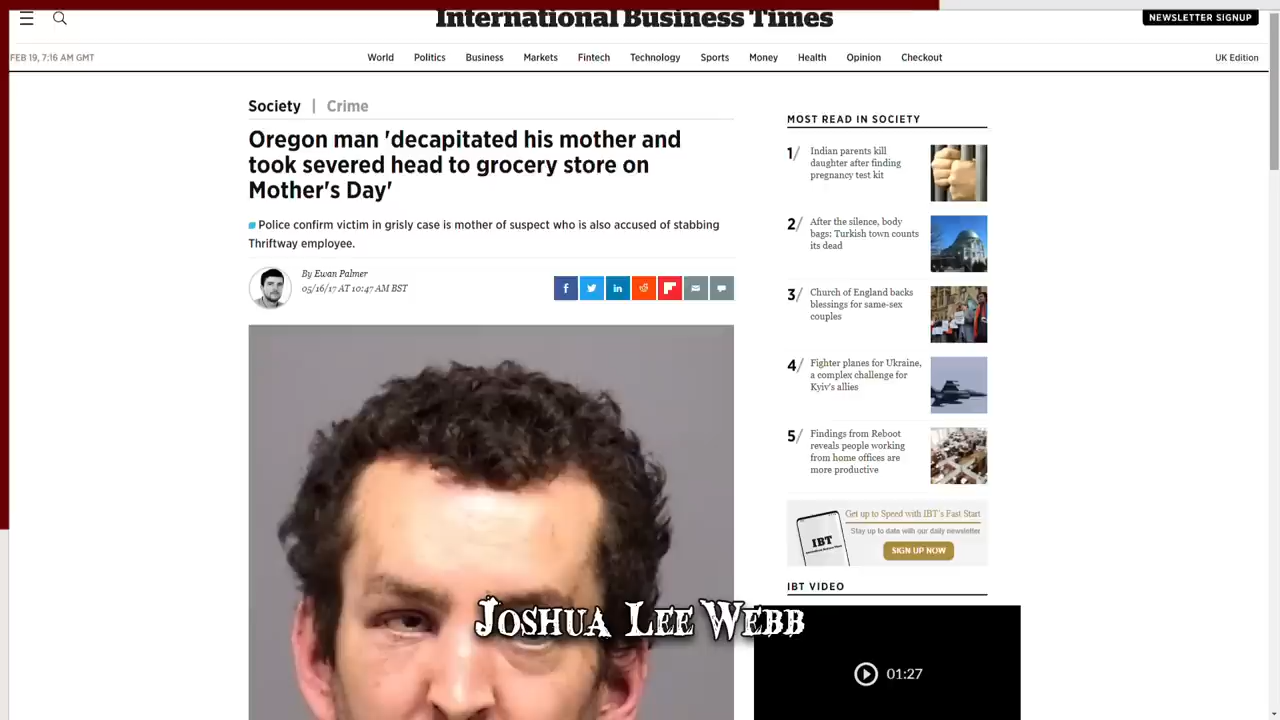 International Business Times
NEWSLETTER SIGNUP
FEB 19, 7:16 AM GMT
World
Politics
Business
Markets
Fintech
Technology
Sports
Money
Health
Opinion
Checkout
UK Edition
Society | Crime
Oregon man 'decapitated his mother and
took severed head to grocery store on
Mother's Day'
Police confirm victim in grisly case is mother of suspect who is also accused of stabbing
Thriftway employee.
By Ewan Palmer
05/16/17 AT 10:47 AM BST
MOST READ IN SOCIETY
1/
Indian parents kill
daughter after finding
pregnancy test kit
2/
After the silence, body
bags: Turkish town counts
its dead
3/
Church of England backs
blessings for same-sex
couples
4/
Fighter planes for Ukraine,
a complex challenge for
Kyiv's allies
5/
Findings from Reboot
reveals people working
from home offices are
more productive
IBT
Get up to Speed with IBT's Fast Start
Stay up to date with our daily newsletter
SIGN UP NOW
IBT VIDEO
01:27
Joshua Lee Webb